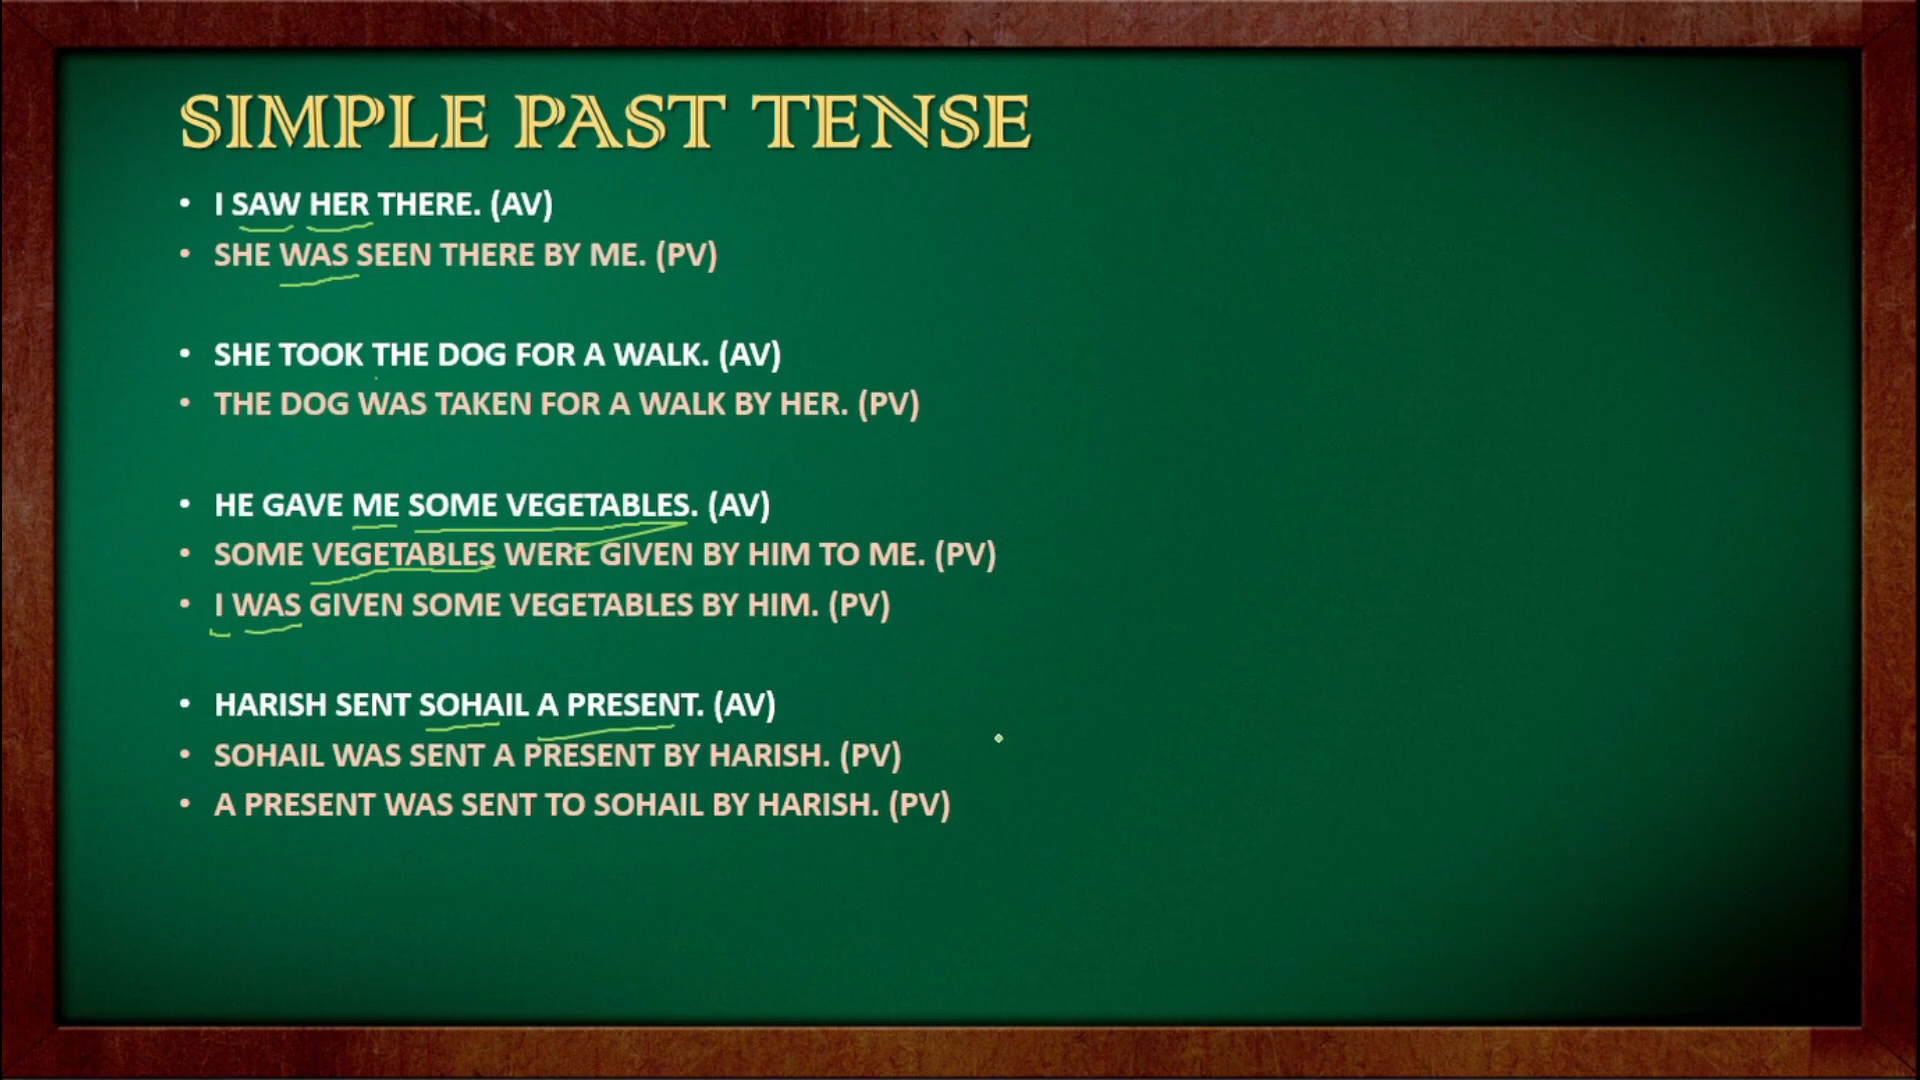 SIMPLE PAST TENSE
• I SAW HER THERE. (AV)
• SHE WAS SEEN THERE BY ME. (PV)
• SHE TOOK THE DOG FOR A WALK. (AV)
• THE DOG WAS TAKEN FOR A WALK BY HER. (PV)
• HE GAVE ME SOME VEGETABLES. (AV)
• SOME VEGETABLES WERE GIVEN BY HIM TO ME. (PV)
• I WAS GIVEN SOME VEGETABLES BY HIM. (PV)
• HARISH SENT SOHAIL A PRESENT. (AV)
• SOHAIL WAS SENT A PRESENT BY HARISH. (PV)
• A PRESENT WAS SENT TO SOHAIL BY HARISH. (PV)